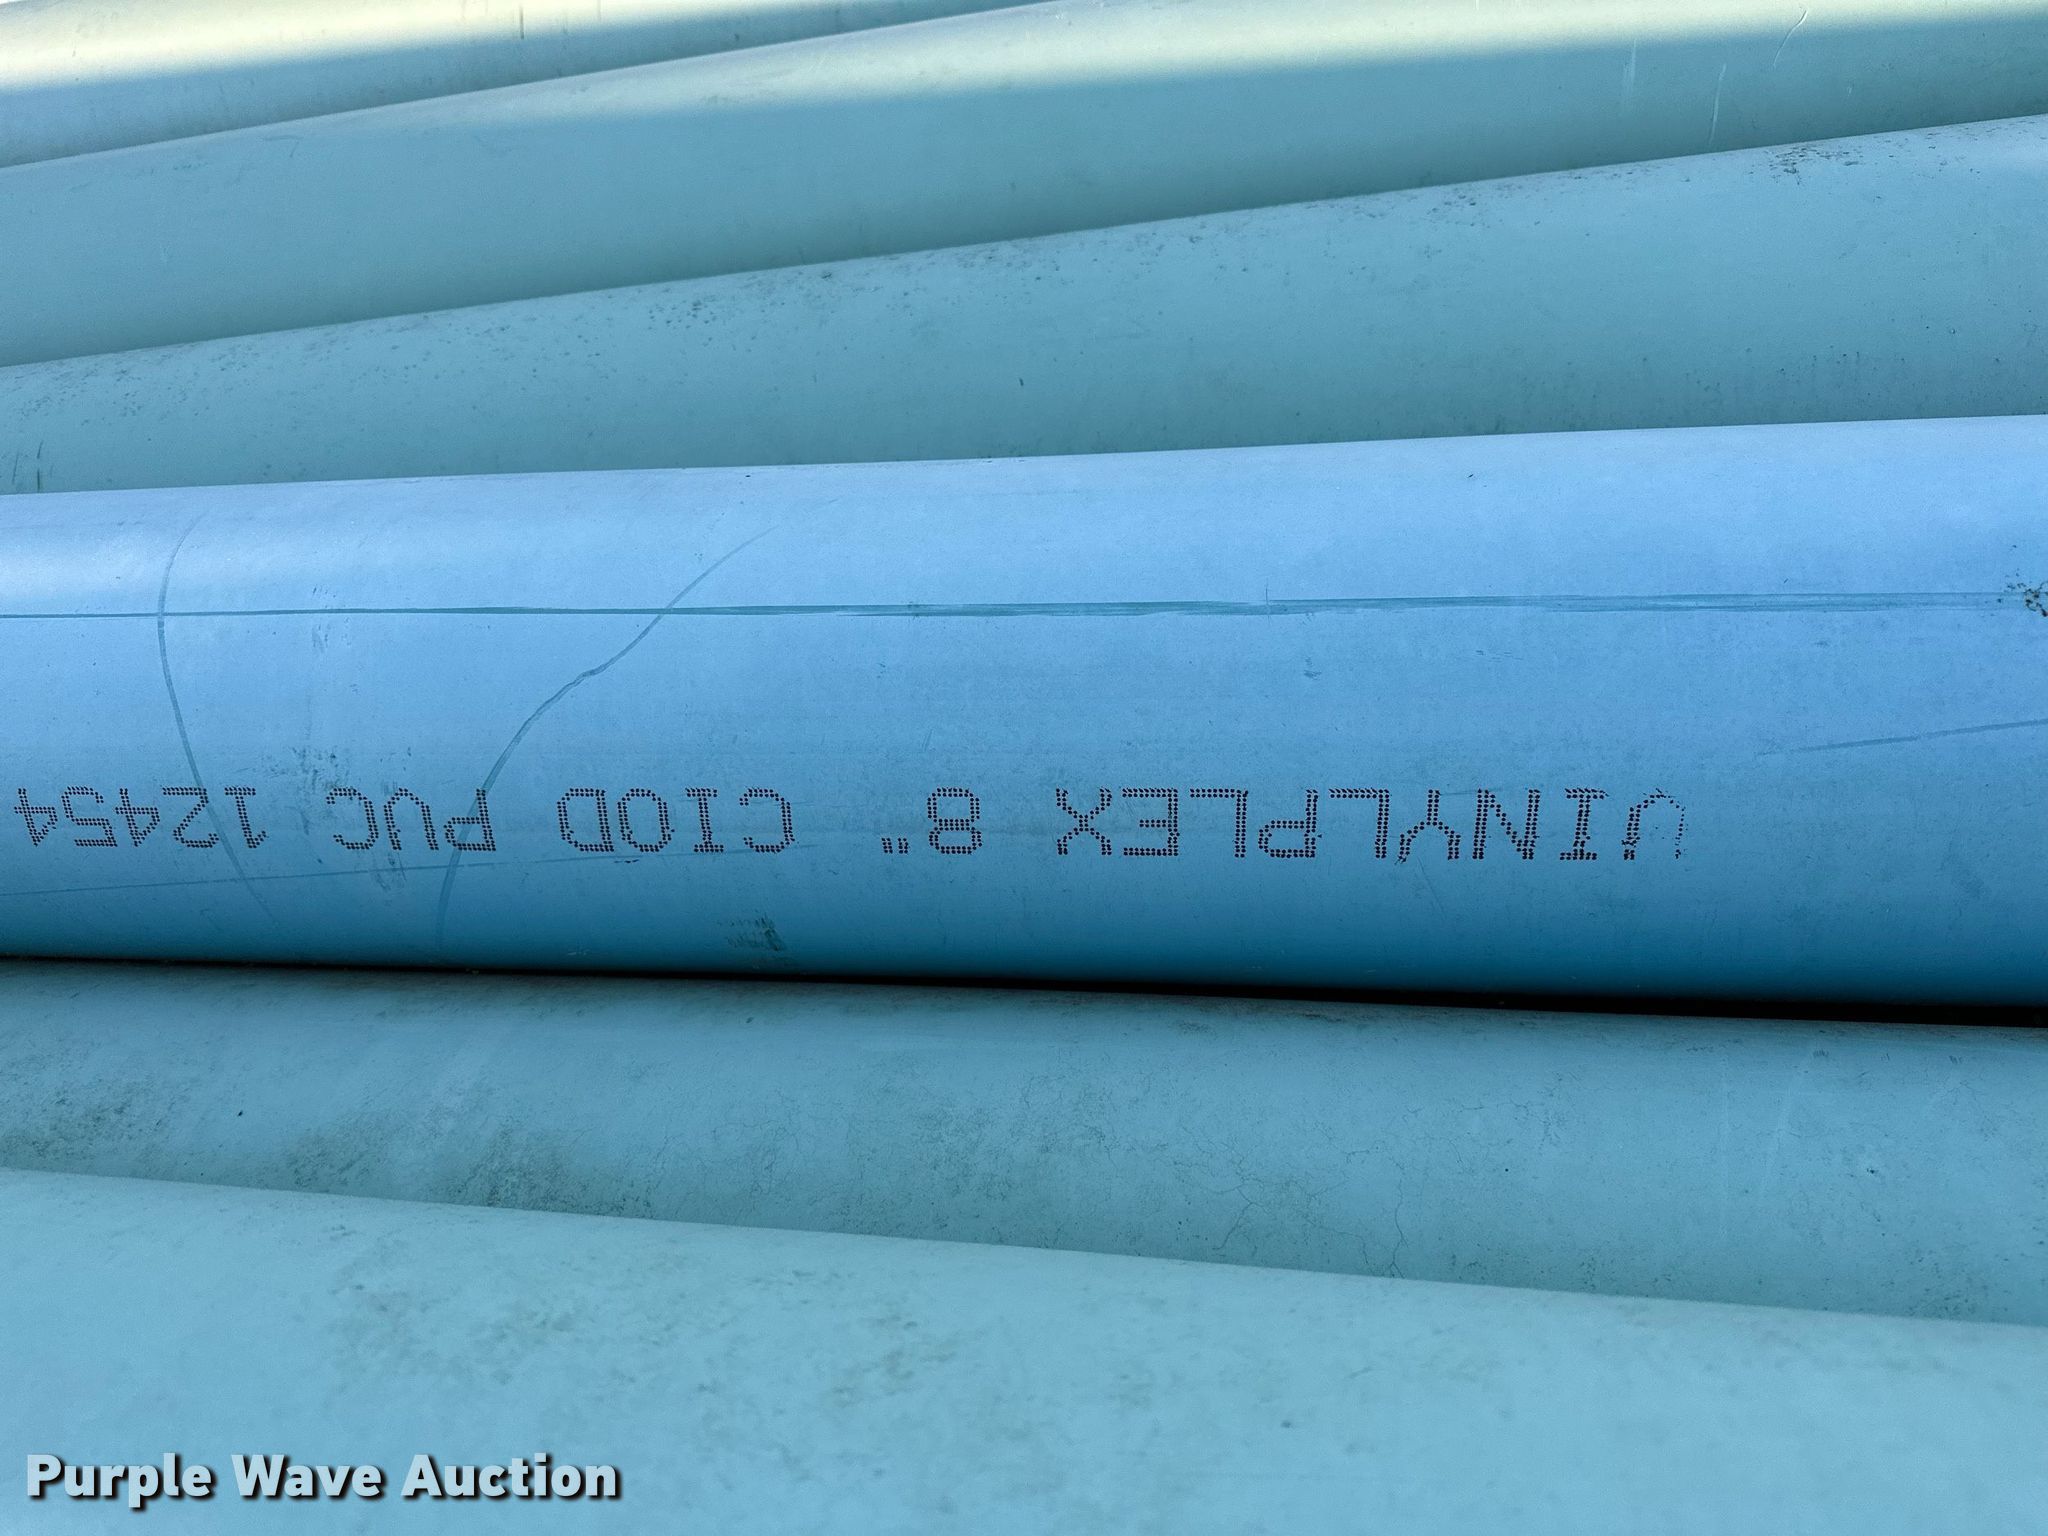 VINYLPLEX 8" CIOD PVC 12454
Purple Wave Auction